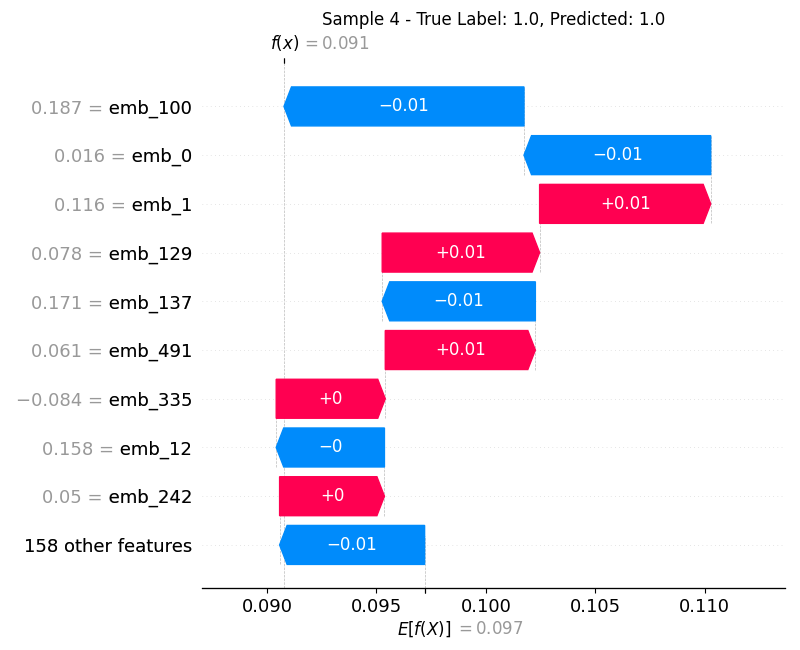 Sample 4 - True Label: 1.0, Predicted: 1.0
f(x) = 0.091
0.187 = emb_100
−0.01
0.016 = emb_0
−0.01
0.116 = emb_1
+0.01
0.078 = emb_129
+0.01
0.171 = emb_137
−0.01
0.061 = emb_491
+0.01
−0.084 = emb_335
+0
0.158 = emb_12
−0
0.05 = emb_242
+0
158 other features
−0.01
0.090 0.095 0.100 0.105 0.110
E[f(X)] = 0.097